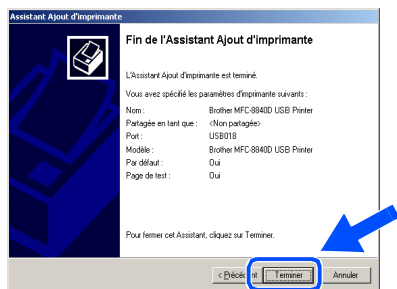 Assistant Ajout d'imprimante
Fin de l'Assistant Ajout d'imprimante
L'Assistant Ajout d'imprimante est terminé.
Vous avez spécifié les paramètres d'imprimante suivants :
Nom : Brother MFC-8840D USB Printer
Partagée en tant que : <Non partagée>
Port : USB018
Modèle : Brother MFC-8840D USB Printer
Par défaut : Oui
Page de test : Oui
Pour fermer cet Assistant, cliquez sur Terminer.
< Précédent Terminer Annuler